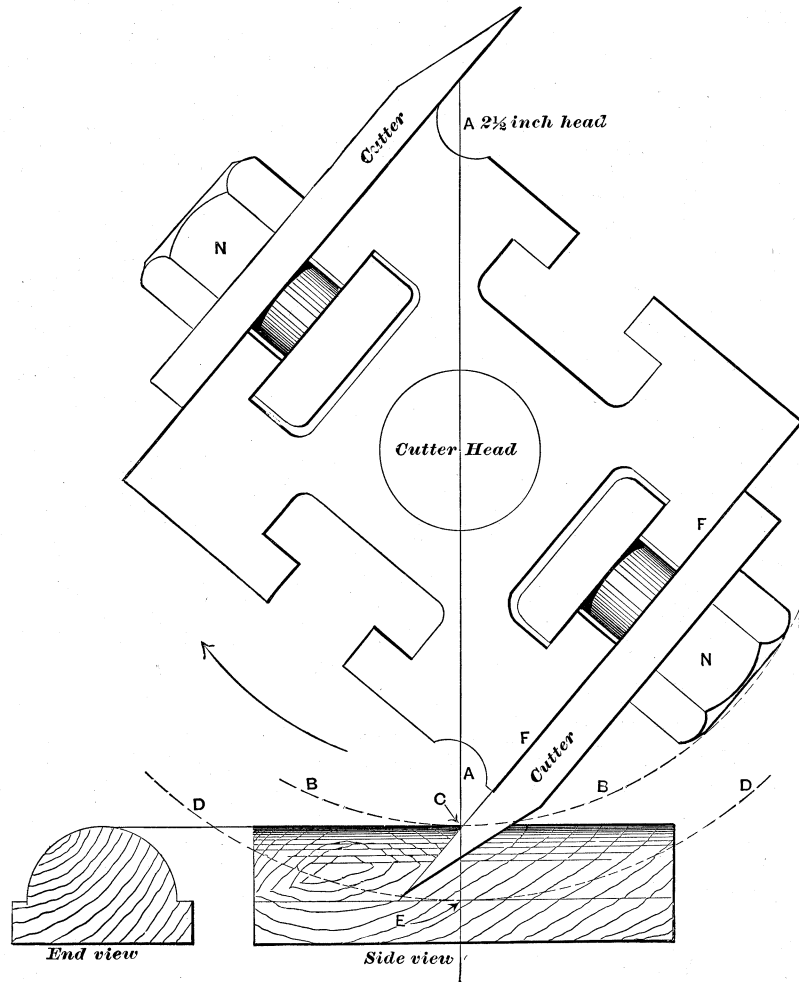 A 2½ inch head
Cutter
N
Cutter Head
F
N
F
Cutter
A
B
C
B
D
D
E
End view
Side view